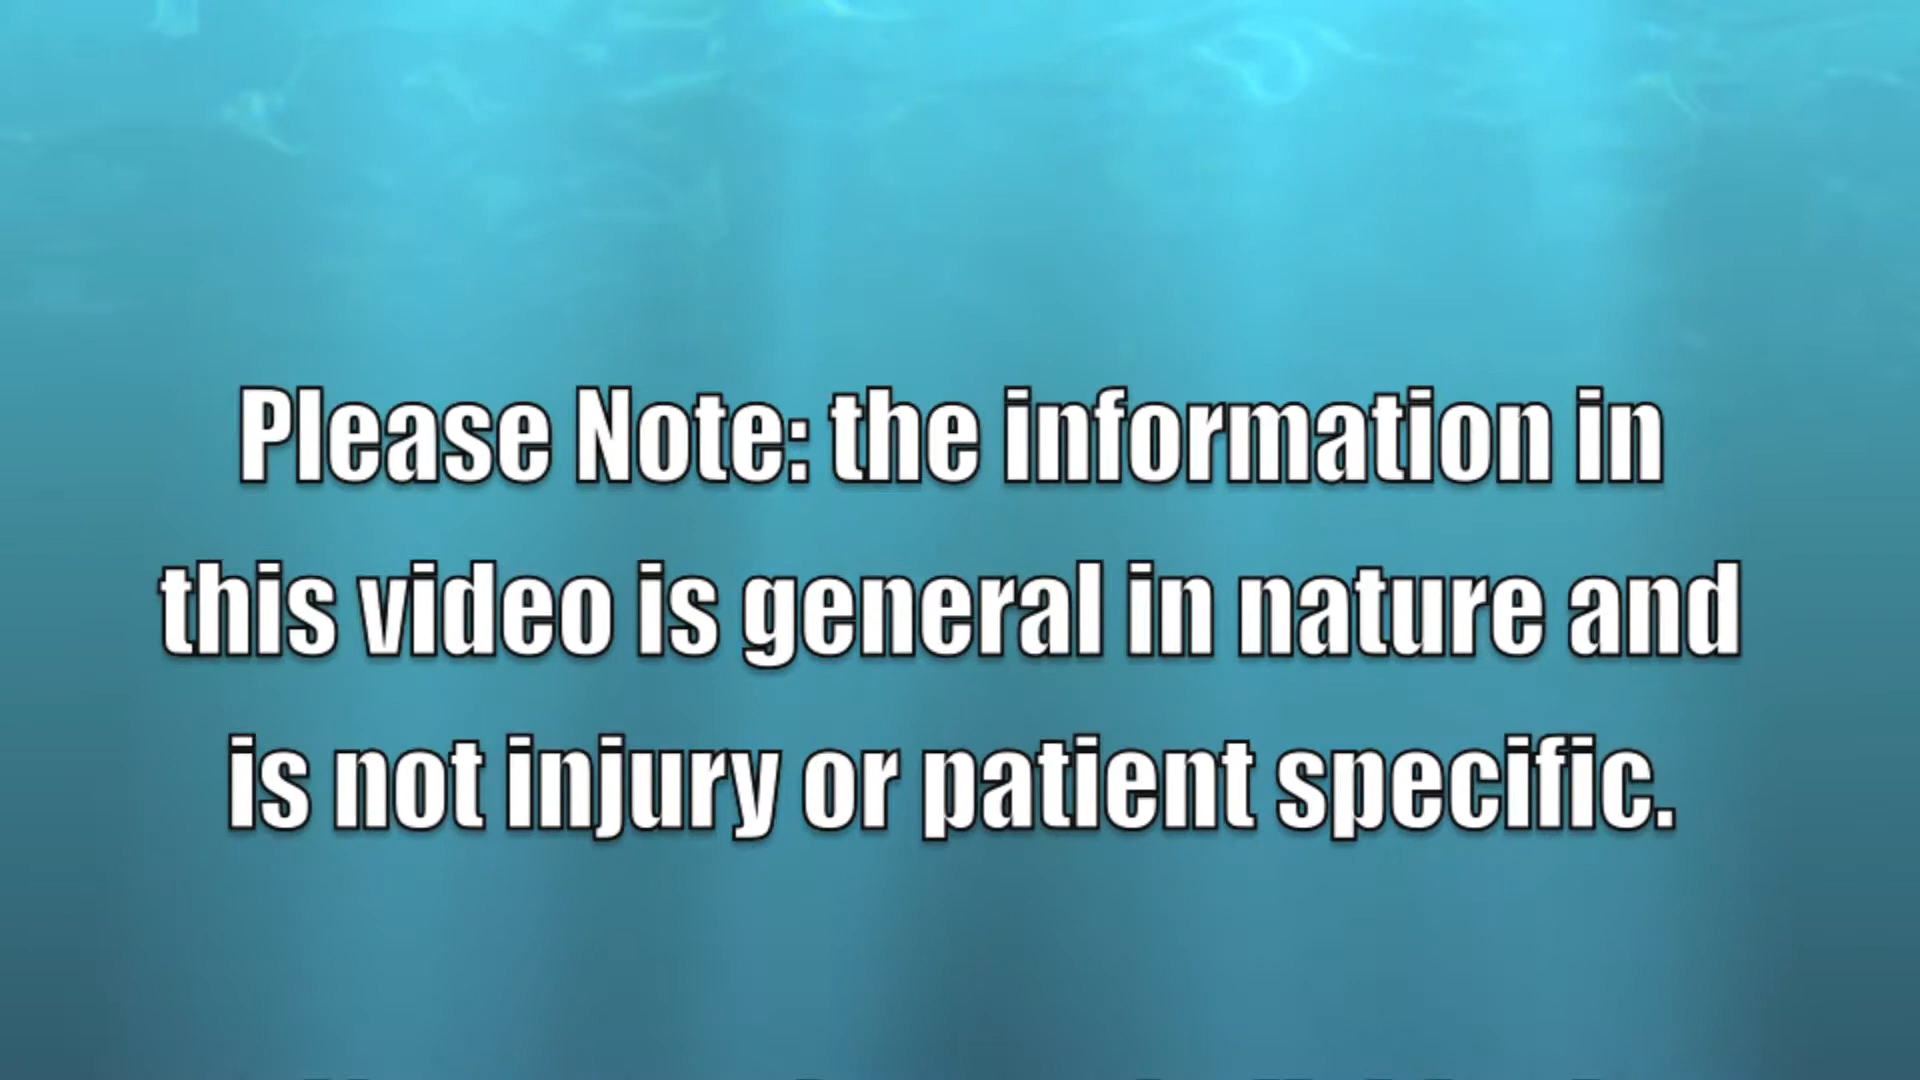 Please Note: the information in
this video is general in nature and
is not injury or patient specific.